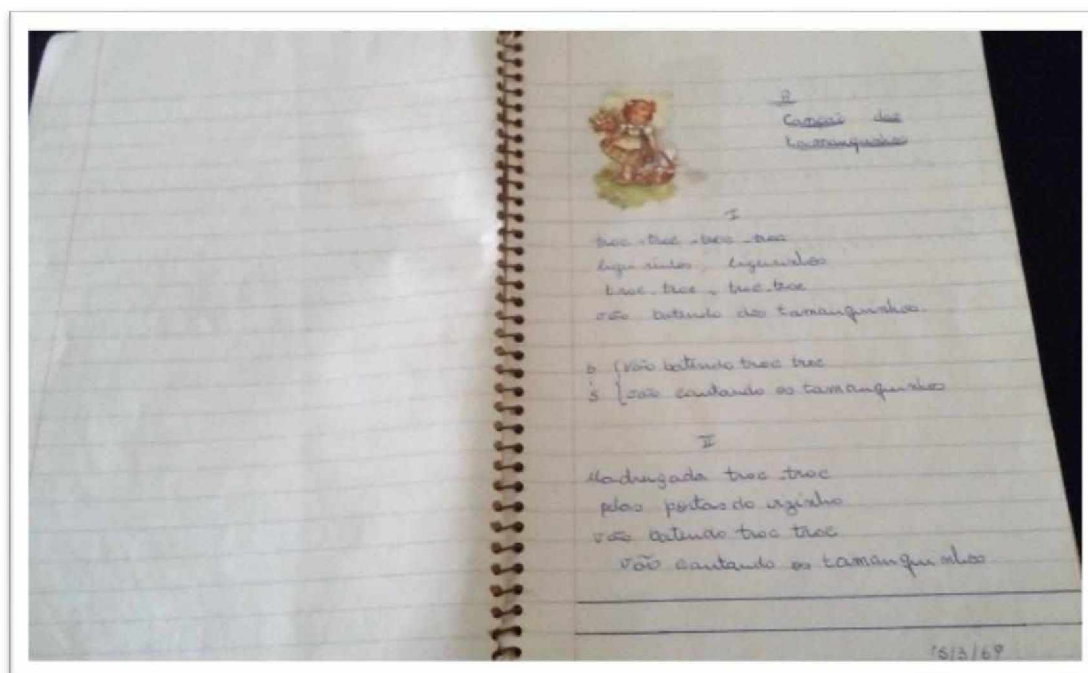 Canção dos
tamanquinhos
I
troc-troc-troc-troc
ligeirinhos, ligeirinhos
troc-troc-troc-troc
vão batendo dos tamanquinhos.
b { vão batendo troc troc
is { vão cantando os tamanquinhos
II
Madrugada troc-troc
pelas portas do vizinho
vão batendo troc troc
vão cantando os tamanquinhos
15/3/69